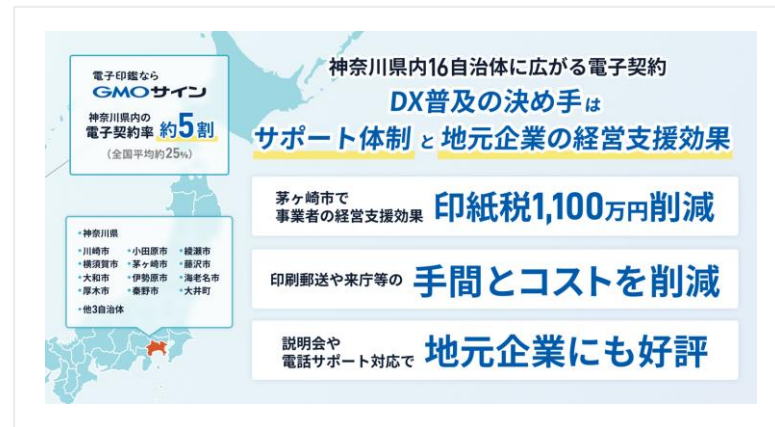 電子印鑑なら
GMOサイン
神奈川県内の
電子契約率 約5割
(全国平均約25%)
神奈川県内16自治体に広がる電子契約
DX普及の決め手は
サポート体制 と 地元企業の経営支援効果
茅ヶ崎市で
事業者の経営支援効果 印紙税1,100万円削減
印刷郵送や来庁等の 手間とコストを削減
説明会や
電話サポート対応で 地元企業にも好評
・神奈川県
・川崎市 ・小田原市 ・綾瀬市
・横須賀市 ・茅ヶ崎市 ・藤沢市
・大和市 ・伊勢原市 ・海老名市
・厚木市 ・秦野市 ・大井町
・他3自治体